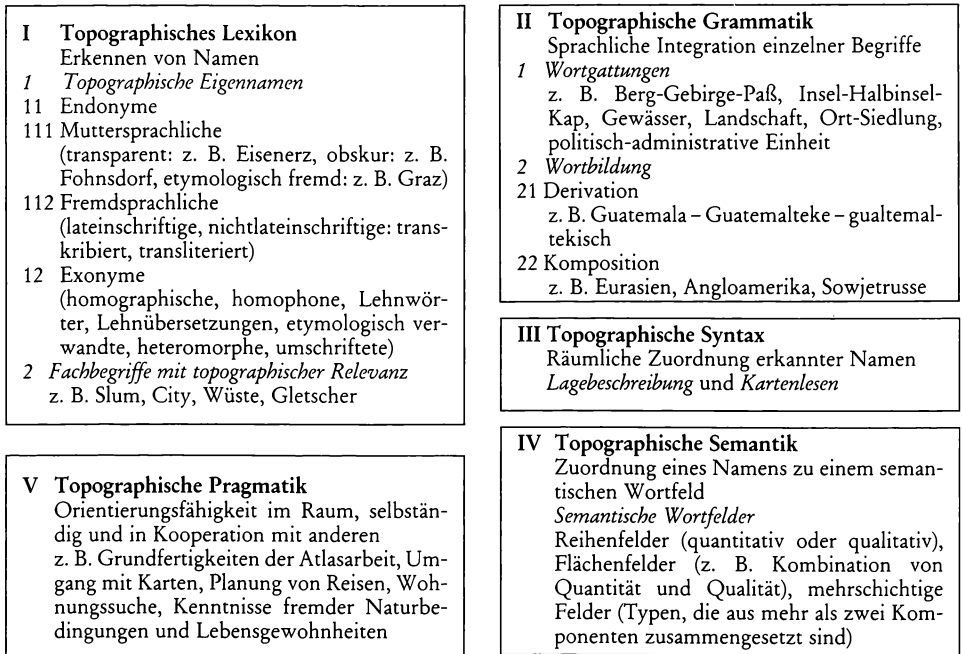 I Topographisches Lexikon
Erkennen von Namen
1 Topographische Eigennamen
11 Endonyme
111 Muttersprachliche
(transparent: z. B. Eisenerz, obskur: z. B.
Fohnsdorf, etymologisch fremd: z. B. Graz)
112 Fremdsprachliche
(lateinschriftige, nichtlateinschriftige: trans-
kribiert, transliteriert)
12 Exonyme
(homographische, homophone, Lehnwör-
ter, Lehnübersetzungen, etymologisch ver-
wandte, heteromorphe, umschriftete)
2 Fachbegriffe mit topographischer Relevanz
z. B. Slum, City, Wüste, Gletscher
II Topographische Grammatik
Sprachliche Integration einzelner Begriffe
1 Wortgattungen
z. B. Berg-Gebirge-Paß, Insel-Halbinsel-
Kap, Gewässer, Landschaft, Ort-Siedlung,
politisch-administrative Einheit
2 Wortbildung
21 Derivation
z. B. Guatemala – Guatemalteke – gualtemal-
tekisch
22 Komposition
z. B. Eurasien, Angloamerika, Sowjetrusse
III Topographische Syntax
Räumliche Zuordnung erkannter Namen
Lagebeschreibung und Kartenlesen
IV Topographische Semantik
Zuordnung eines Namens zu einem seman-
tischen Wortfeld
Semantische Wortfelder
Reihenfelder (quantitativ oder qualitativ),
Flächenfelder (z. B. Kombination von
Quantität und Qualität), mehrschichtige
Felder (Typen, die aus mehr als zwei Kom-
ponenten zusammengesetzt sind)
V Topographische Pragmatik
Orientierungsfähigkeit im Raum, selbstän-
dig und in Kooperation mit anderen
z. B. Grundfertigkeiten der Atlasarbeit, Um-
gang mit Karten, Planung von Reisen, Woh-
nungssuche, Kenntnisse fremder Naturbe-
dingungen und Lebensgewohnheiten